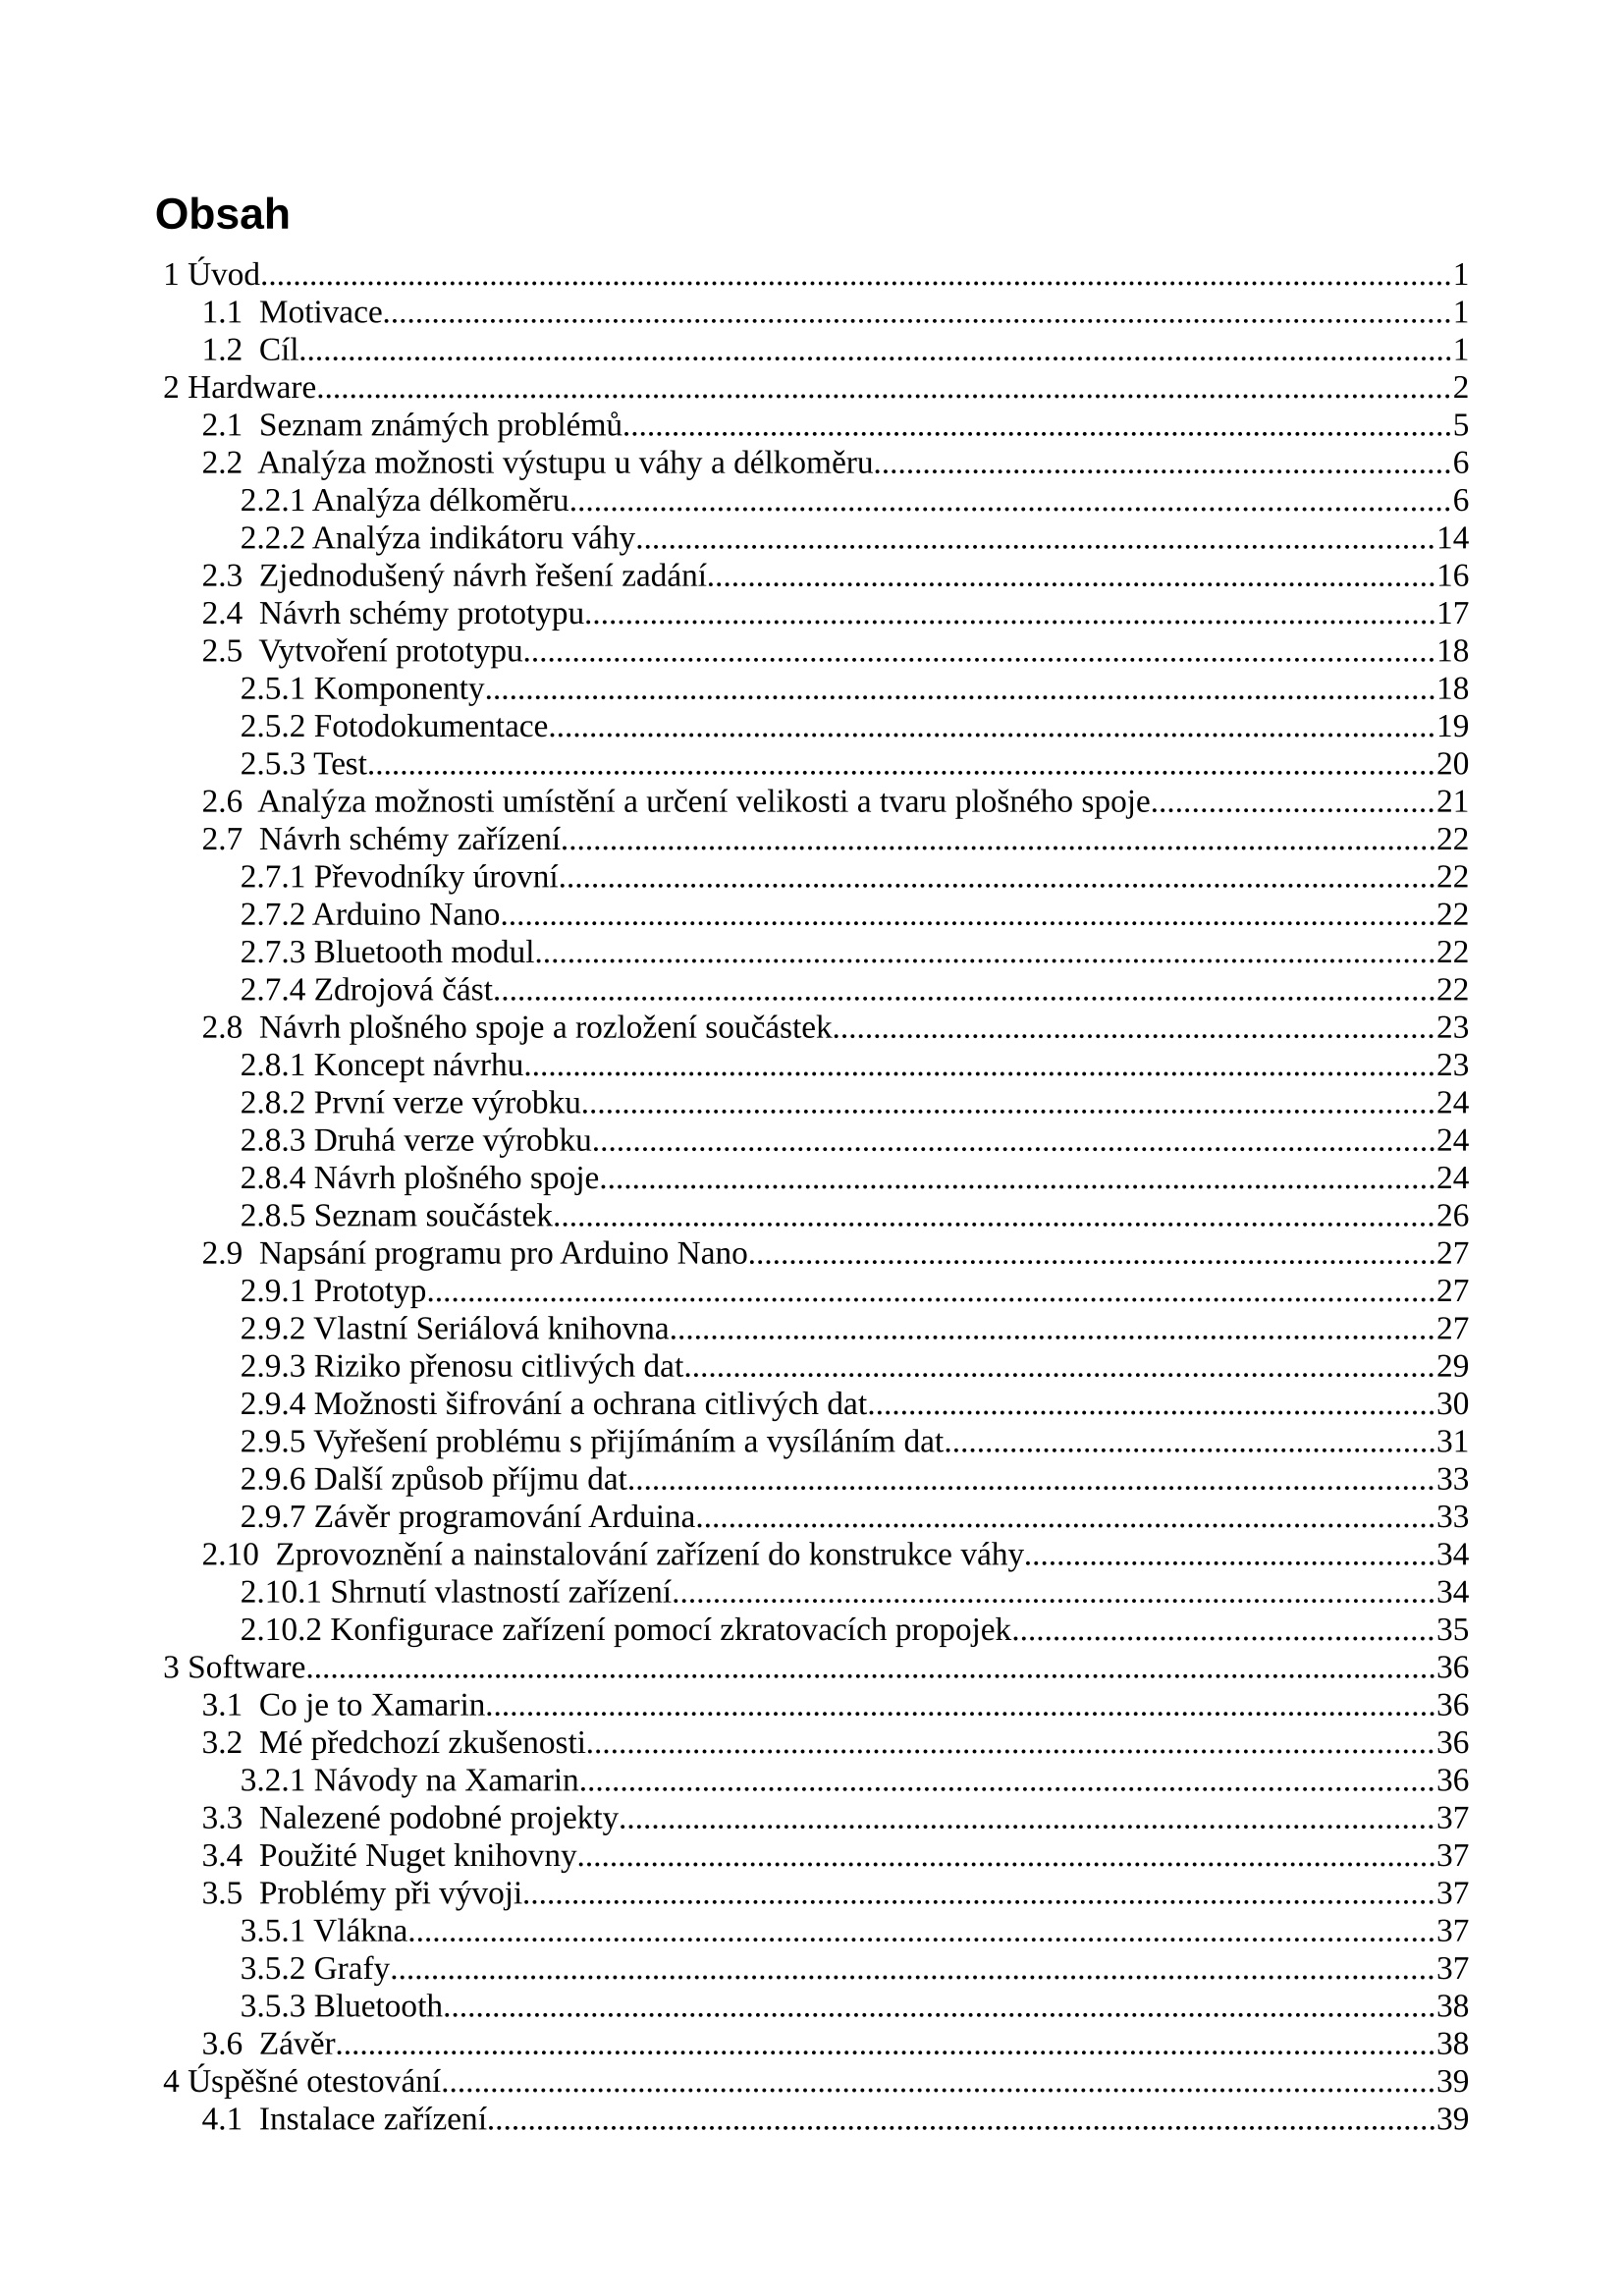 Obsah
1 Úvod.....1
1.1 Motivace.....1
1.2 Cíl.....1
2 Hardware.....2
2.1 Seznam známých problémů.....5
2.2 Analýza možnosti výstupu u váhy a délkoměru.....6
2.2.1 Analýza délkoměru.....6
2.2.2 Analýza indikátoru váhy.....14
2.3 Zjednodušený návrh řešení zadání.....16
2.4 Návrh schémy prototypu.....17
2.5 Vytvoření prototypu.....18
2.5.1 Komponenty.....18
2.5.2 Fotodokumentace.....19
2.5.3 Test.....20
2.6 Analýza možnosti umístění a určení velikosti a tvaru plošného spoje.....21
2.7 Návrh schémy zařízení.....22
2.7.1 Převodníky úrovní.....22
2.7.2 Arduino Nano.....22
2.7.3 Bluetooth modul.....22
2.7.4 Zdrojová část.....22
2.8 Návrh plošného spoje a rozložení součástek.....23
2.8.1 Koncept návrhu.....23
2.8.2 První verze výrobku.....24
2.8.3 Druhá verze výrobku.....24
2.8.4 Návrh plošného spoje.....24
2.8.5 Seznam součástek.....26
2.9 Napsání programu pro Arduino Nano.....27
2.9.1 Prototyp.....27
2.9.2 Vlastní Seriálová knihovna.....27
2.9.3 Riziko přenosu citlivých dat.....29
2.9.4 Možnosti šifrování a ochrana citlivých dat.....30
2.9.5 Vyřešení problému s přijímáním a vysíláním dat.....31
2.9.6 Další způsob příjmu dat.....33
2.9.7 Závěr programování Arduina.....33
2.10 Zprovoznění a nainstalování zařízení do konstrukce váhy.....34
2.10.1 Shrnutí vlastností zařízení.....34
2.10.2 Konfigurace zařízení pomocí zkratovacích propojek.....35
3 Software.....36
3.1 Co je to Xamarin.....36
3.2 Mé předchozí zkušenosti.....36
3.2.1 Návody na Xamarin.....36
3.3 Nalezené podobné projekty.....37
3.4 Použité Nuget knihovny.....37
3.5 Problémy při vývoji.....37
3.5.1 Vlákna.....37
3.5.2 Grafy.....37
3.5.3 Bluetooth.....38
3.6 Závěr.....38
4 Úspěšné otestování.....39
4.1 Instalace zařízení.....39